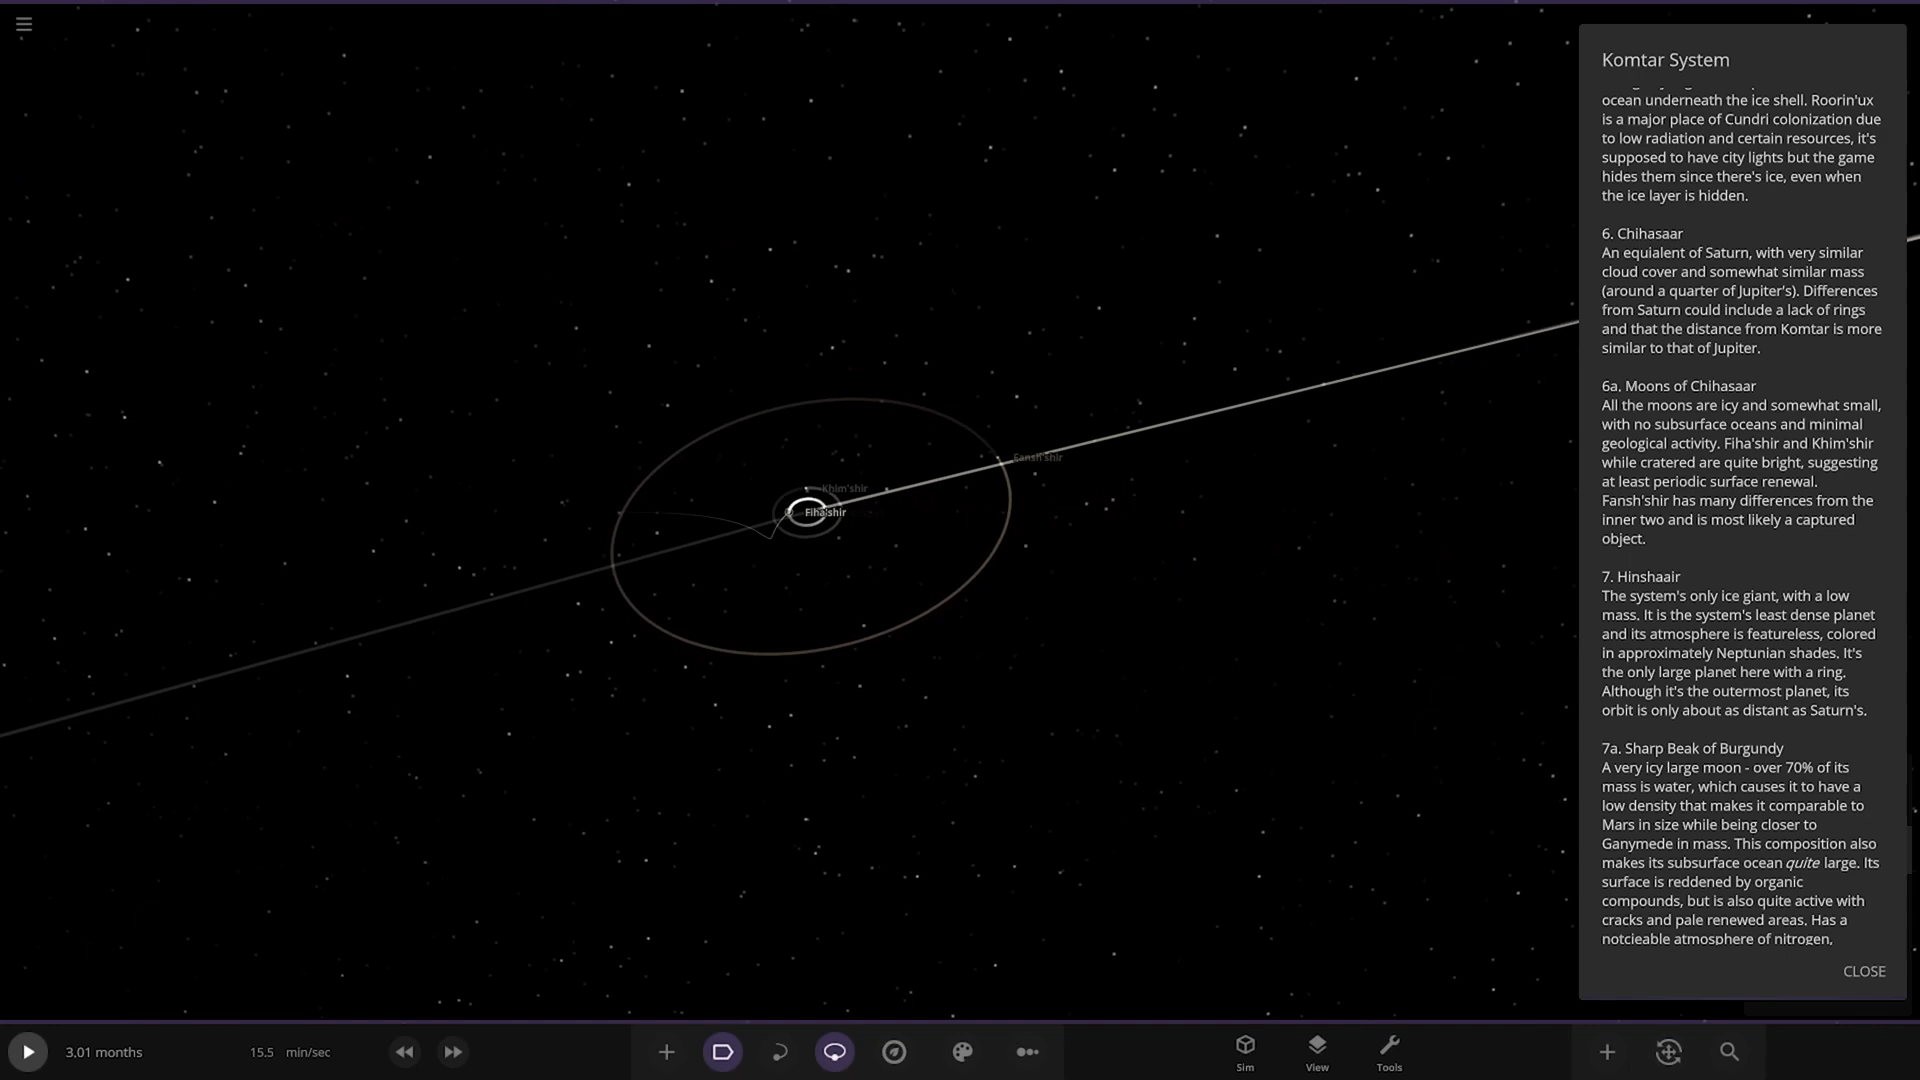 Komtar System
ocean underneath the ice shell. Roorin'ux
is a major place of Cundri colonization due
to low radiation and certain resources, it's
supposed to have city lights but the game
hides them since there's ice, even when
the ice layer is hidden.
6. Chihasaar
An equialent of Saturn, with very similar
cloud cover and somewhat similar mass
(around a quarter of Jupiter's). Differences
from Saturn could include a lack of rings
and that the distance from Komtar is more
similar to that of Jupiter.
6a. Moons of Chihasaar
All the moons are icy and somewhat small,
with no subsurface oceans and minimal
geological activity. Fiha'shir and Khim'shir
while cratered are quite bright, suggesting
at least periodic surface renewal.
Fansh'shir has many differences from the
inner two and is most likely a captured
object.
7. Hinshaair
The system's only ice giant, with a low
mass. It is the system's least dense planet
and its atmosphere is featureless, colored
in approximately Neptunian shades. It's
the only large planet here with a ring.
Although it's the outermost planet, its
orbit is only about as distant as Saturn's.
7a. Sharp Beak of Burgundy
A very icy large moon - over 70% of its
mass is water, which causes it to have a
low density that makes it comparable to
Mars in size while being closer to
Ganymede in mass. This composition also
makes its subsurface ocean quite large. Its
surface is reddened by organic
compounds, but is also quite active with
cracks and pale renewed areas. Has a
notcieable atmosphere of nitrogen,
CLOSE
Fansh'shir
Khim'shir
Fiha'shir
3.01 months
15.5 min/sec
Sim
View
Tools